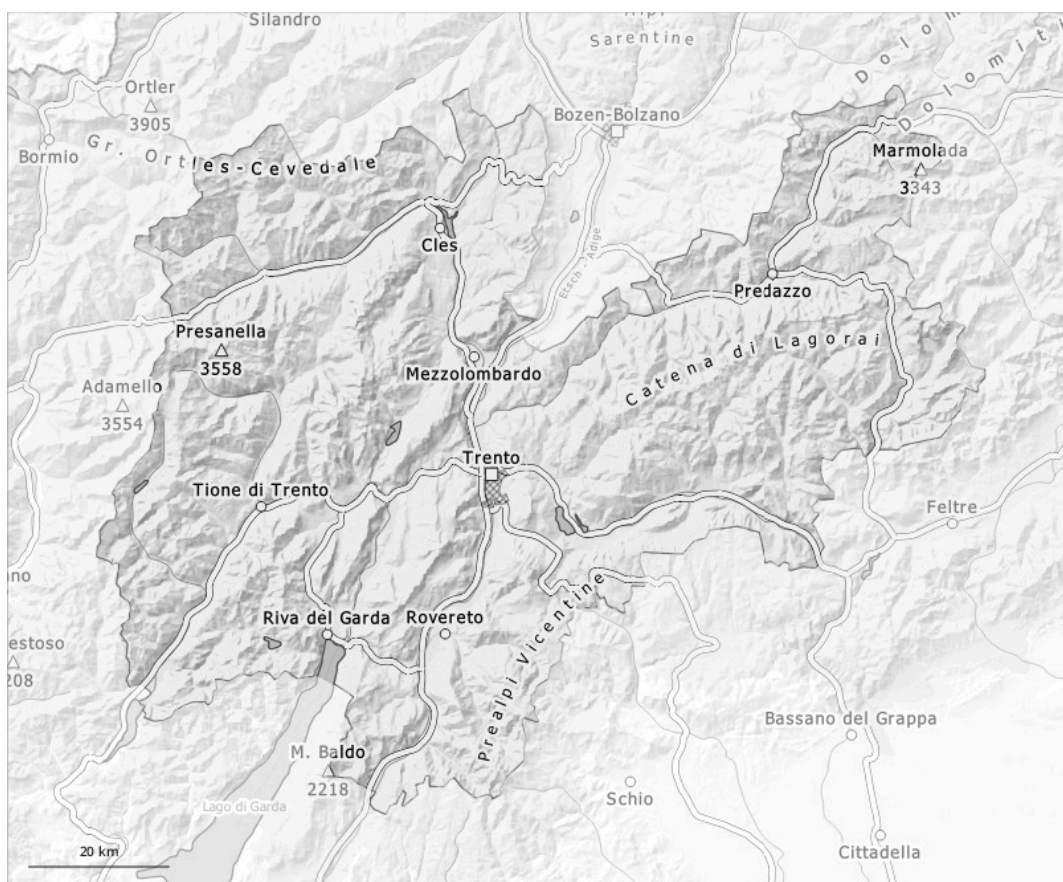 Silandro
Sarentine
Dolomiti
Ortler
3905
Bozen-Bolzano
Bormio
Gr. Ortles-Cevedale
Marmolada
3343
Cles
Etsch - Adige
Predazzo
Presanella
3558
Catena di Lagorai
Mezzolombardo
Adamello
3554
Trento
Tione di Trento
Feltre
Riva del Garda
Rovereto
Prealpi Vicentine
2218
M. Baldo
Bassano del Grappa
Lago di Garda
Schio
20 km
Cittadella